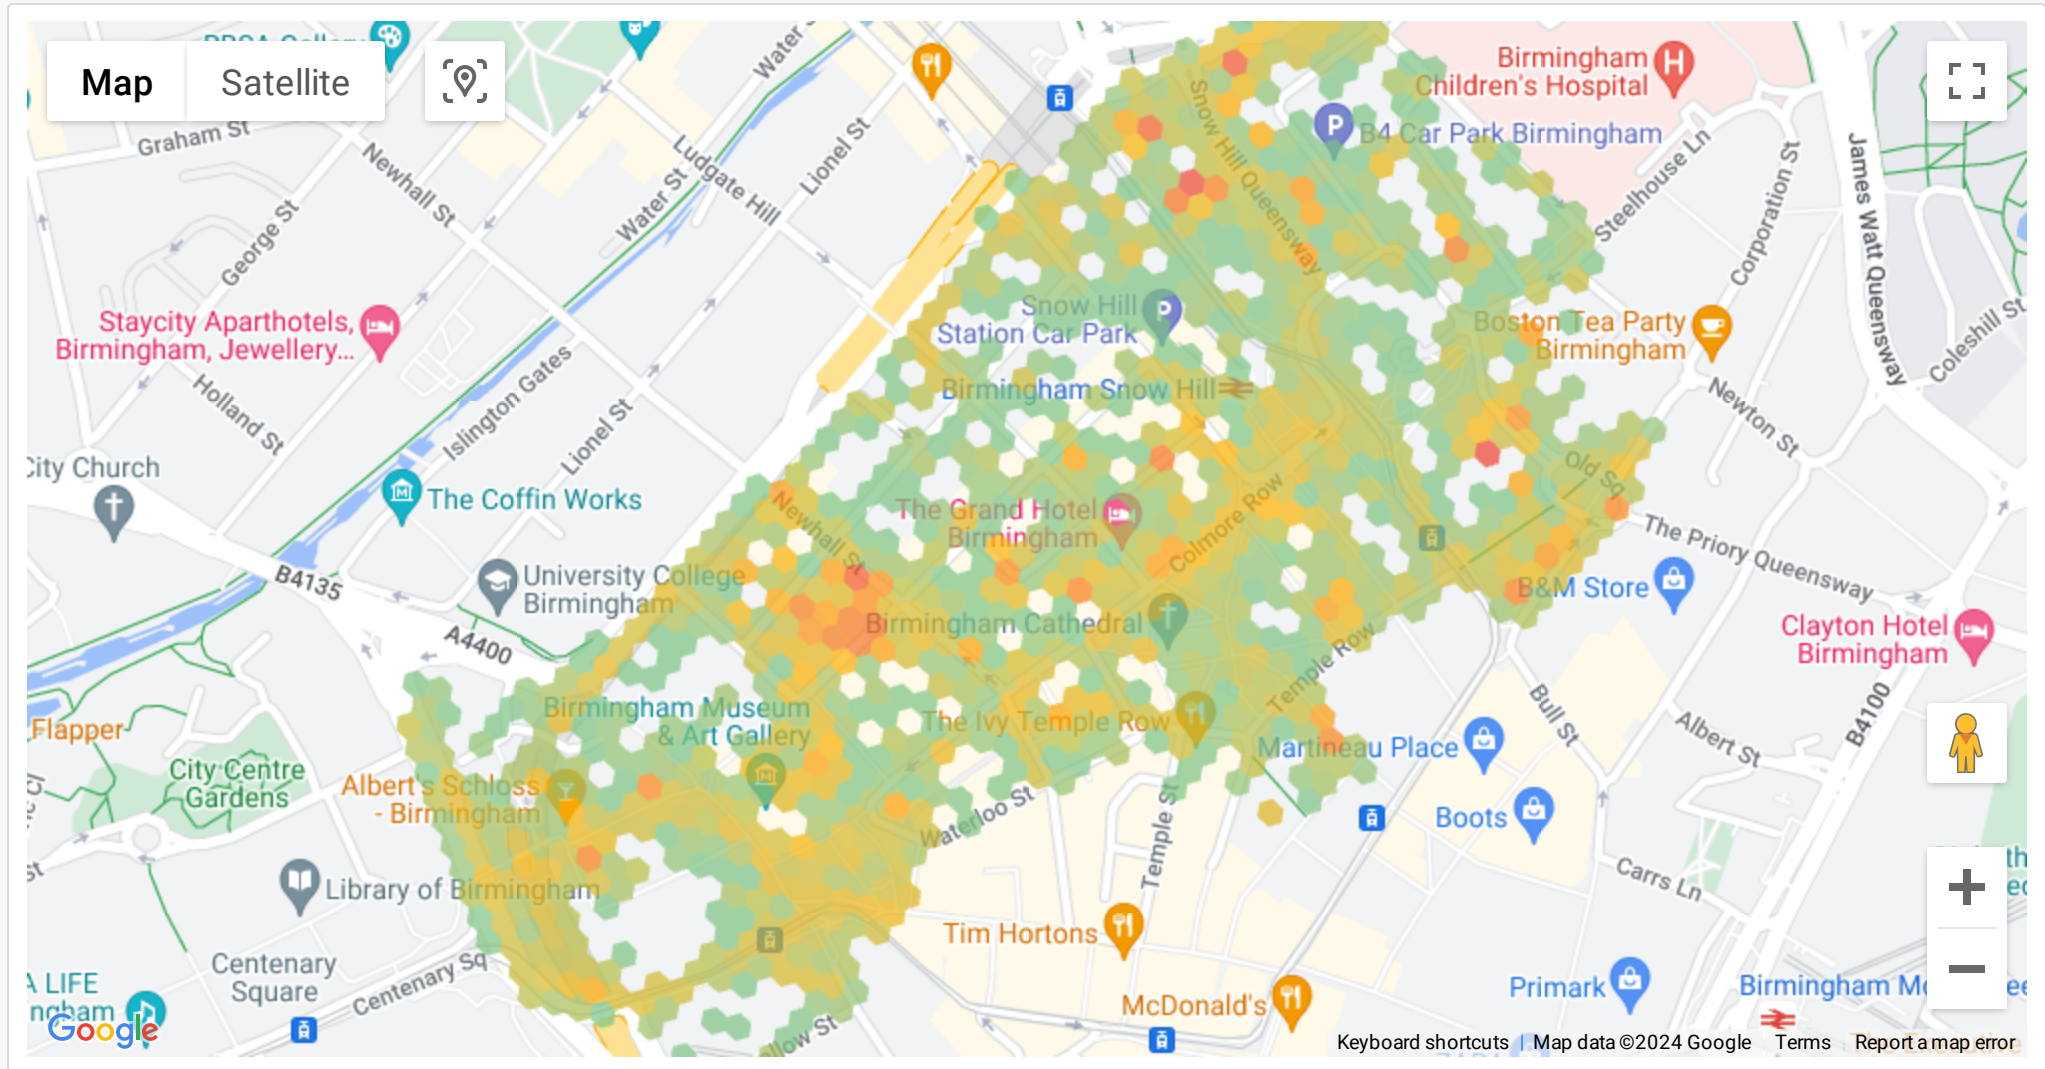 Map
Satellite
Water
Graham St
Newhall St
Ludgate Hill
Lionel St
Water St
George St
Snow Hill Queensway
B4 Car Park Birmingham
Birmingham
Children's Hospital
Steelhouse Ln
Corporation St
James Watt Queensway
Coleshill St
Staycity Aparthotels,
Birmingham, Jewellery...
Holland St
Islington Gates
Lionel St
Snow Hill
Station Car Park
Birmingham Snow Hill
Boston Tea Party
Birmingham
Newton St
Old Sq
City Church
The Coffin Works
Newhall St
The Grand Hotel
Birmingham
Colmore Row
The Priory Queensway
B4135
University College
Birmingham
A4400
Birmingham Cathedral
B&M Store
Clayton Hotel
Birmingham
Temple Row
Flapper
City Centre
Gardens
Birmingham Museum
& Art Gallery
The Ivy Temple Row
Martineau Place
Bull St
Albert St
B4100
Albert's Schloss
- Birmingham
Waterloo St
Temple St
Boots
Carrs Ln
Library of Birmingham
Centenary
Square
Centenary Sq
Tim Hortons
McDonald's
Primark
Birmingham
A LIFE
Google
Keyboard shortcuts
Map data ©2024 Google
Terms
Report a map error